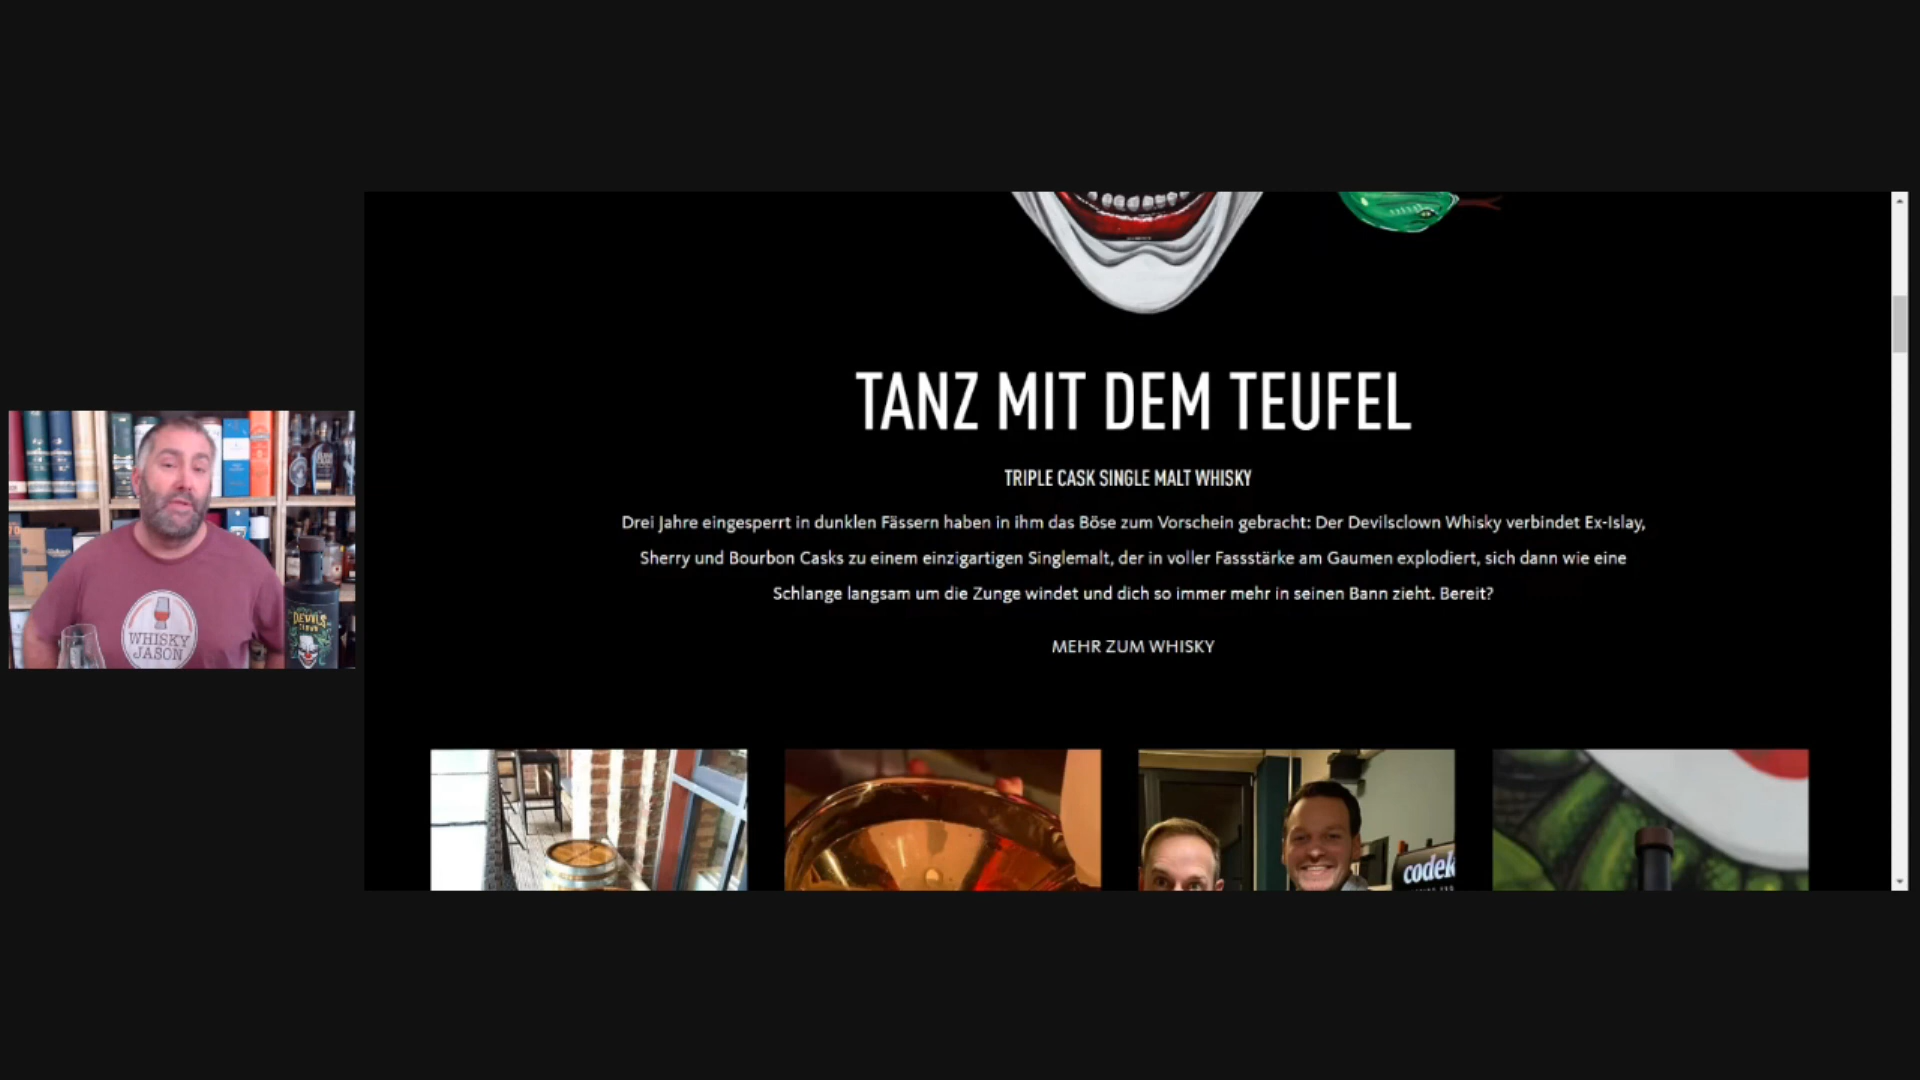 TANZ MIT DEM TEUFEL
TRIPLE CASK SINGLE MALT WHISKY
Drei Jahre eingesperrt in dunklen Fässern haben in ihm das Böse zum Vorschein gebracht: Der Devilsclown Whisky verbindet Ex-Islay,
Sherry und Bourbon Casks zu einem einzigartigen Singlemalt, der in voller Fassstärke am Gaumen explodiert, sich dann wie eine
Schlange langsam um die Zunge windet und dich so immer mehr in seinen Bann zieht. Bereit?
MEHR ZUM WHISKY
WHISKY
JASON
DEVILS